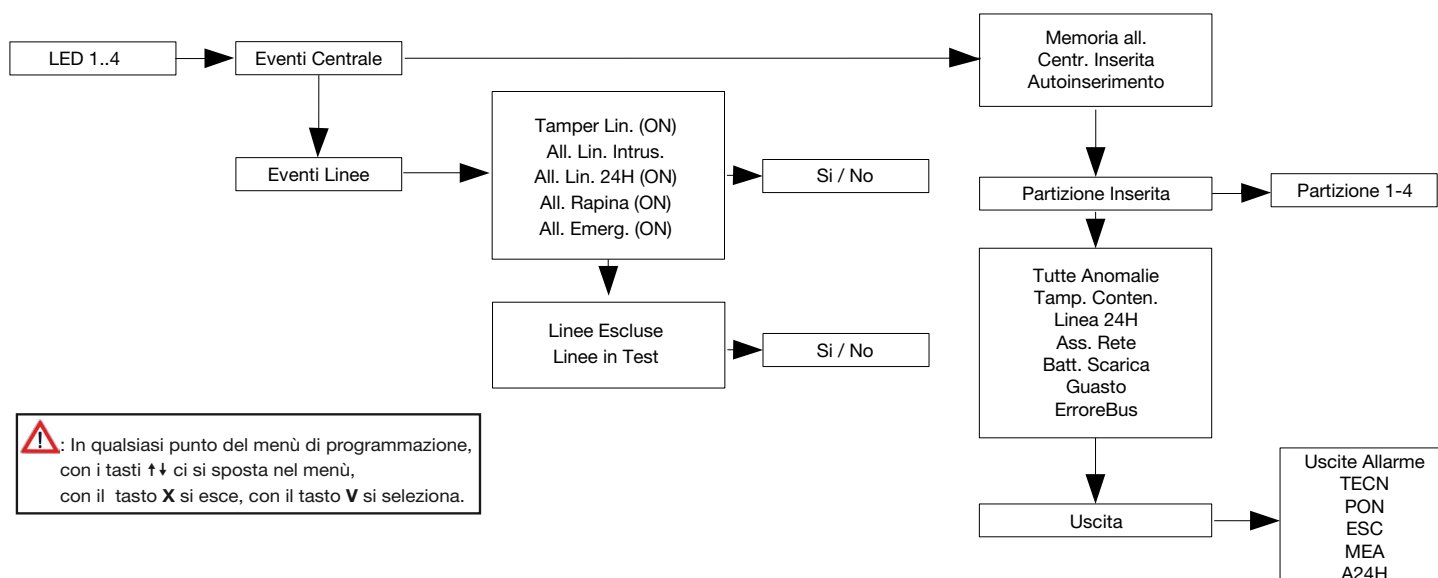 LED 1..4
Eventi Centrale
Memoria all.
Centr. Inserita
Autoinserimento
Eventi Linee
Tamper Lin. (ON)
All. Lin. Intrus.
All. Lin. 24H (ON)
All. Rapina (ON)
All. Emerg. (ON)
Si / No
Partizione Inserita
Partizione 1-4
Linee Escluse
Linee in Test
Si / No
Tutte Anomalie
Tamp. Conten.
Linea 24H
Ass. Rete
Batt. Scarica
Guasto
ErroreBus
: In qualsiasi punto del menù di programmazione,
con i tasti ↑↓ ci si sposta nel menù,
con il tasto X si esce, con il tasto V si seleziona.
Uscita
Uscite Allarme
TECN
PON
ESC
MEA
A24H